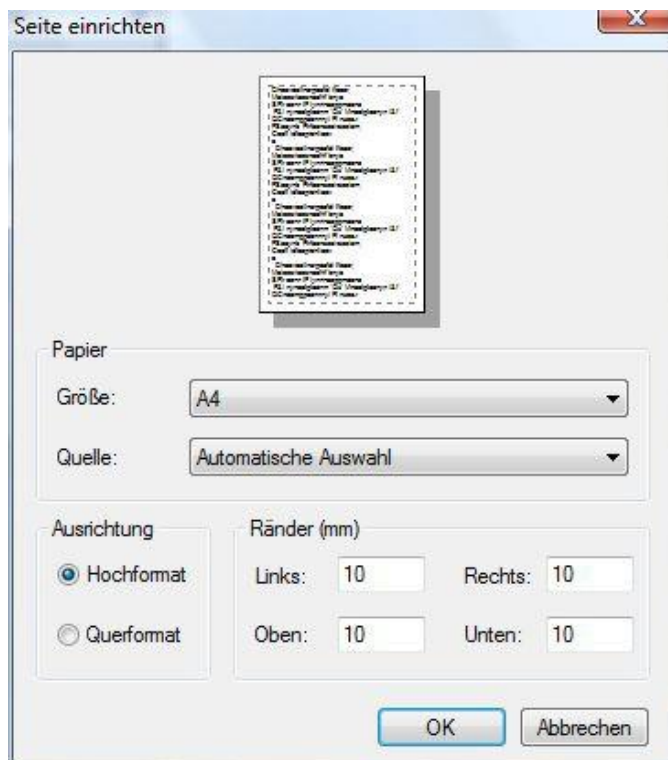 Seite einrichten
Papier
Größe: A4
Quelle: Automatische Auswahl
Ausrichtung
Hochformat
Querformat
Ränder (mm)
Links: 10 Rechts: 10
Oben: 10 Unten: 10
OK Abbrechen